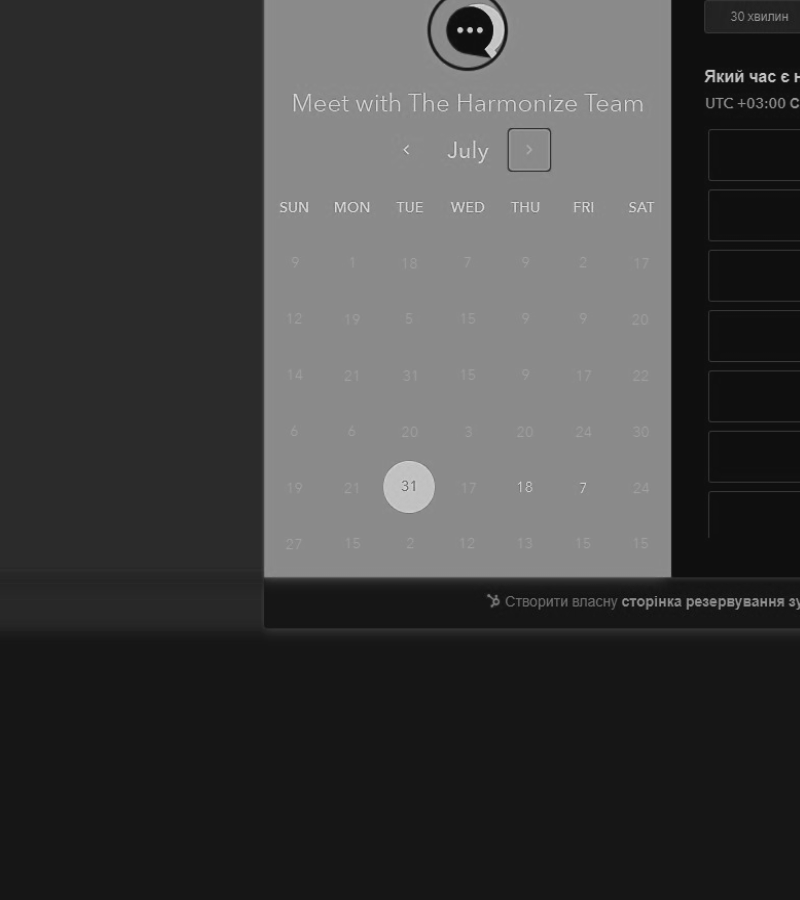 30 хвилин
Який час є н
UTC +03:00 С
Meet with The Harmonize Team
July
SUN MON TUE WED THU FRI SAT
9 1 18 7 9 2 17
12 19 5 15 9 9 20
14 21 31 15 9 17 22
6 6 20 3 20 24 30
19 21 31 17 18 7 24
27 15 2 12 13 15 15
Створити власну сторінка резервування зу